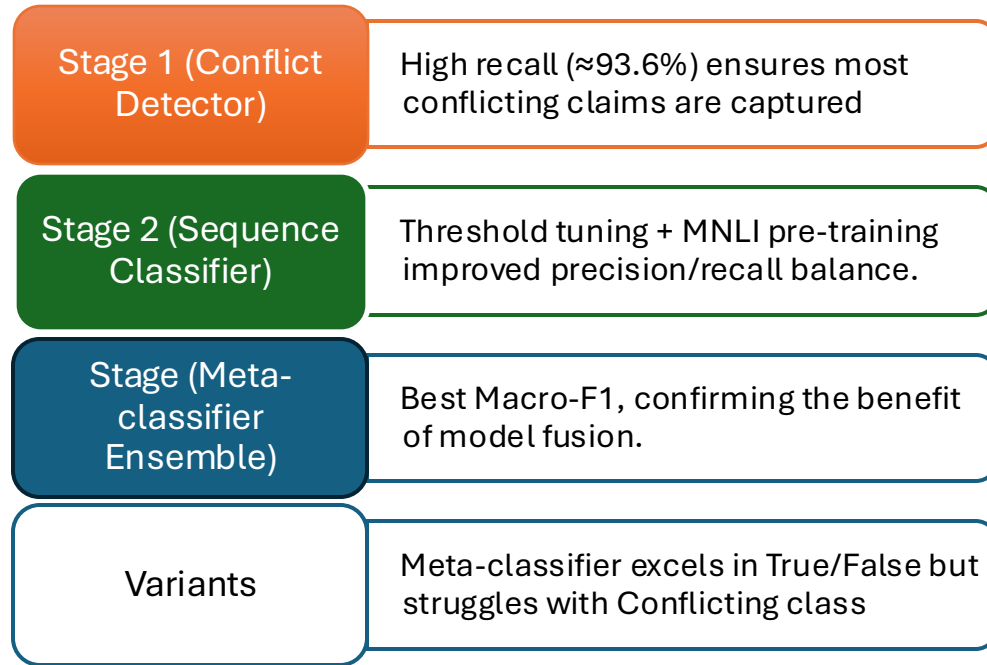 Stage 1 (Conflict
Detector)
High recall (≈93.6%) ensures most
conflicting claims are captured
Stage 2 (Sequence
Classifier)
Threshold tuning + MNLI pre-training
improved precision/recall balance.
Stage (Meta-
classifier
Ensemble)
Best Macro-F1, confirming the benefit
of model fusion.
Variants
Meta-classifier excels in True/False but
struggles with Conflicting class